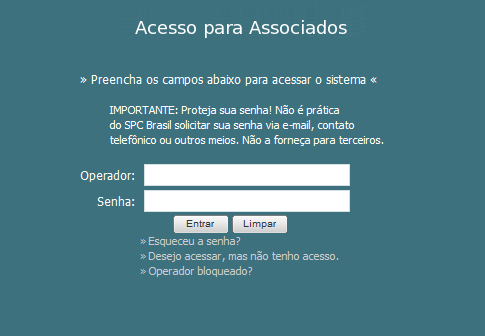 Acesso para Associados
» Preencha os campos abaixo para acessar o sistema «
IMPORTANTE: Proteja sua senha! Não é prática
do SPC Brasil solicitar sua senha via e-mail, contato
telefônico ou outros meios. Não a forneça para terceiros.
Operador:
Senha:
Entrar Limpar
» Esqueceu a senha?
» Desejo acessar, mas não tenho acesso.
» Operador bloqueado?